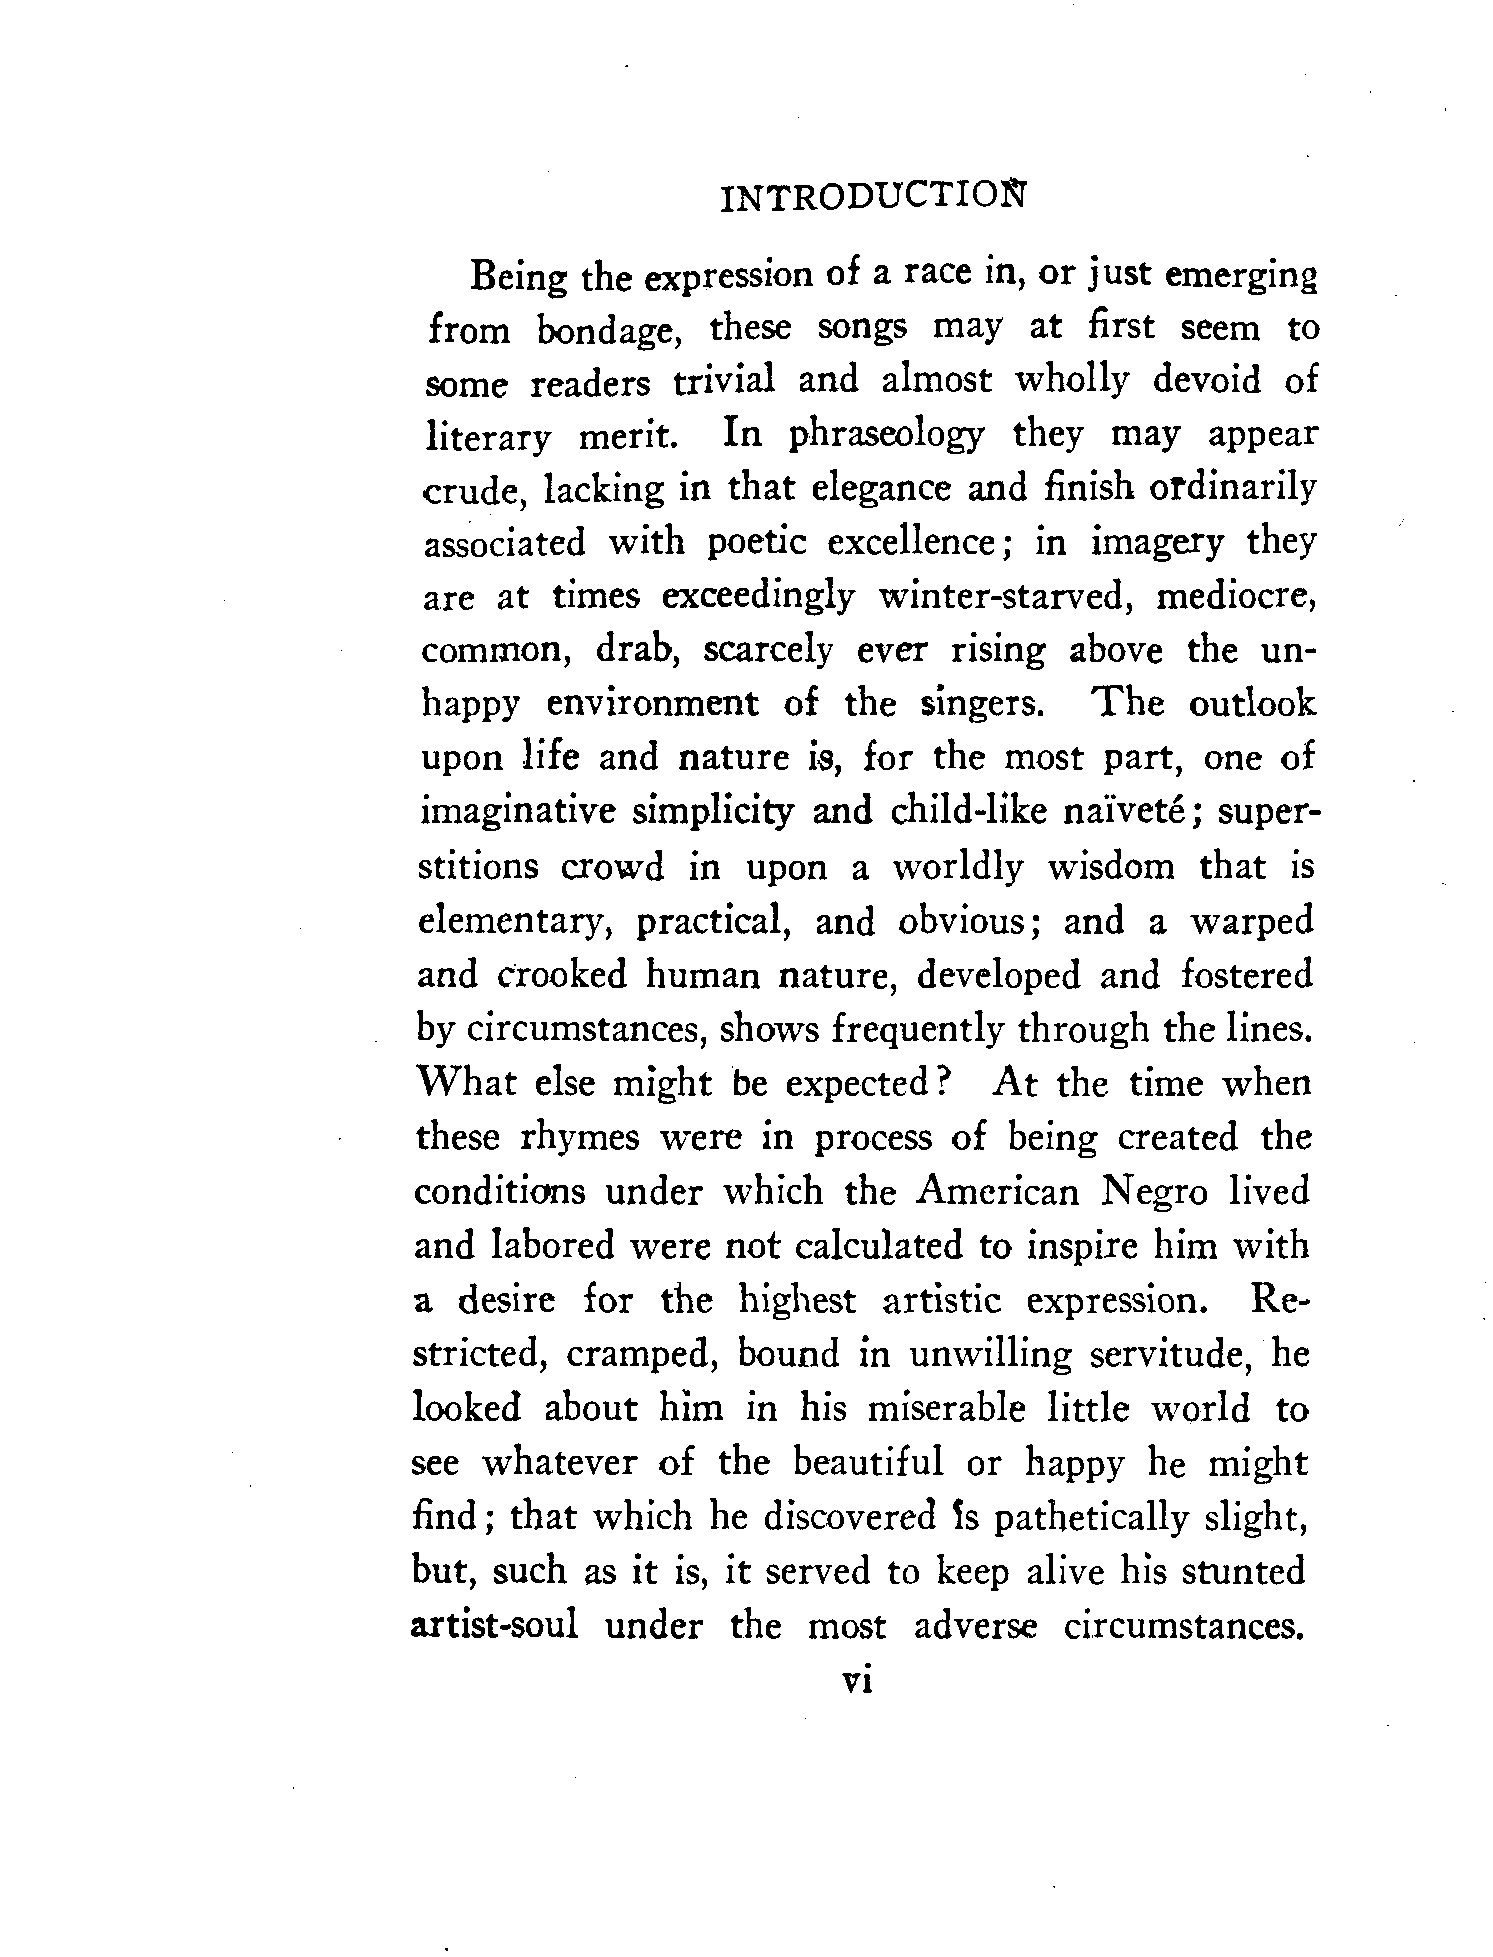 INTRODUCTION
Being the expression of a race in, or just emerging
from bondage, these songs may at first seem to
some readers trivial and almost wholly devoid of
literary merit. In phraseology they may appear
crude, lacking in that elegance and finish ordinarily
associated with poetic excellence; in imagery they
are at times exceedingly winter-starved, mediocre,
common, drab, scarcely ever rising above the un-
happy environment of the singers. The outlook
upon life and nature is, for the most part, one of
imaginative simplicity and child-like naïveté; super-
stitions crowd in upon a worldly wisdom that is
elementary, practical, and obvious; and a warped
and crooked human nature, developed and fostered
by circumstances, shows frequently through the lines.
What else might be expected? At the time when
these rhymes were in process of being created the
conditions under which the American Negro lived
and labored were not calculated to inspire him with
a desire for the highest artistic expression. Re-
stricted, cramped, bound in unwilling servitude, he
looked about him in his miserable little world to
see whatever of the beautiful or happy he might
find; that which he discovered is pathetically slight,
but, such as it is, it served to keep alive his stunted
artist-soul under the most adverse circumstances.
vi